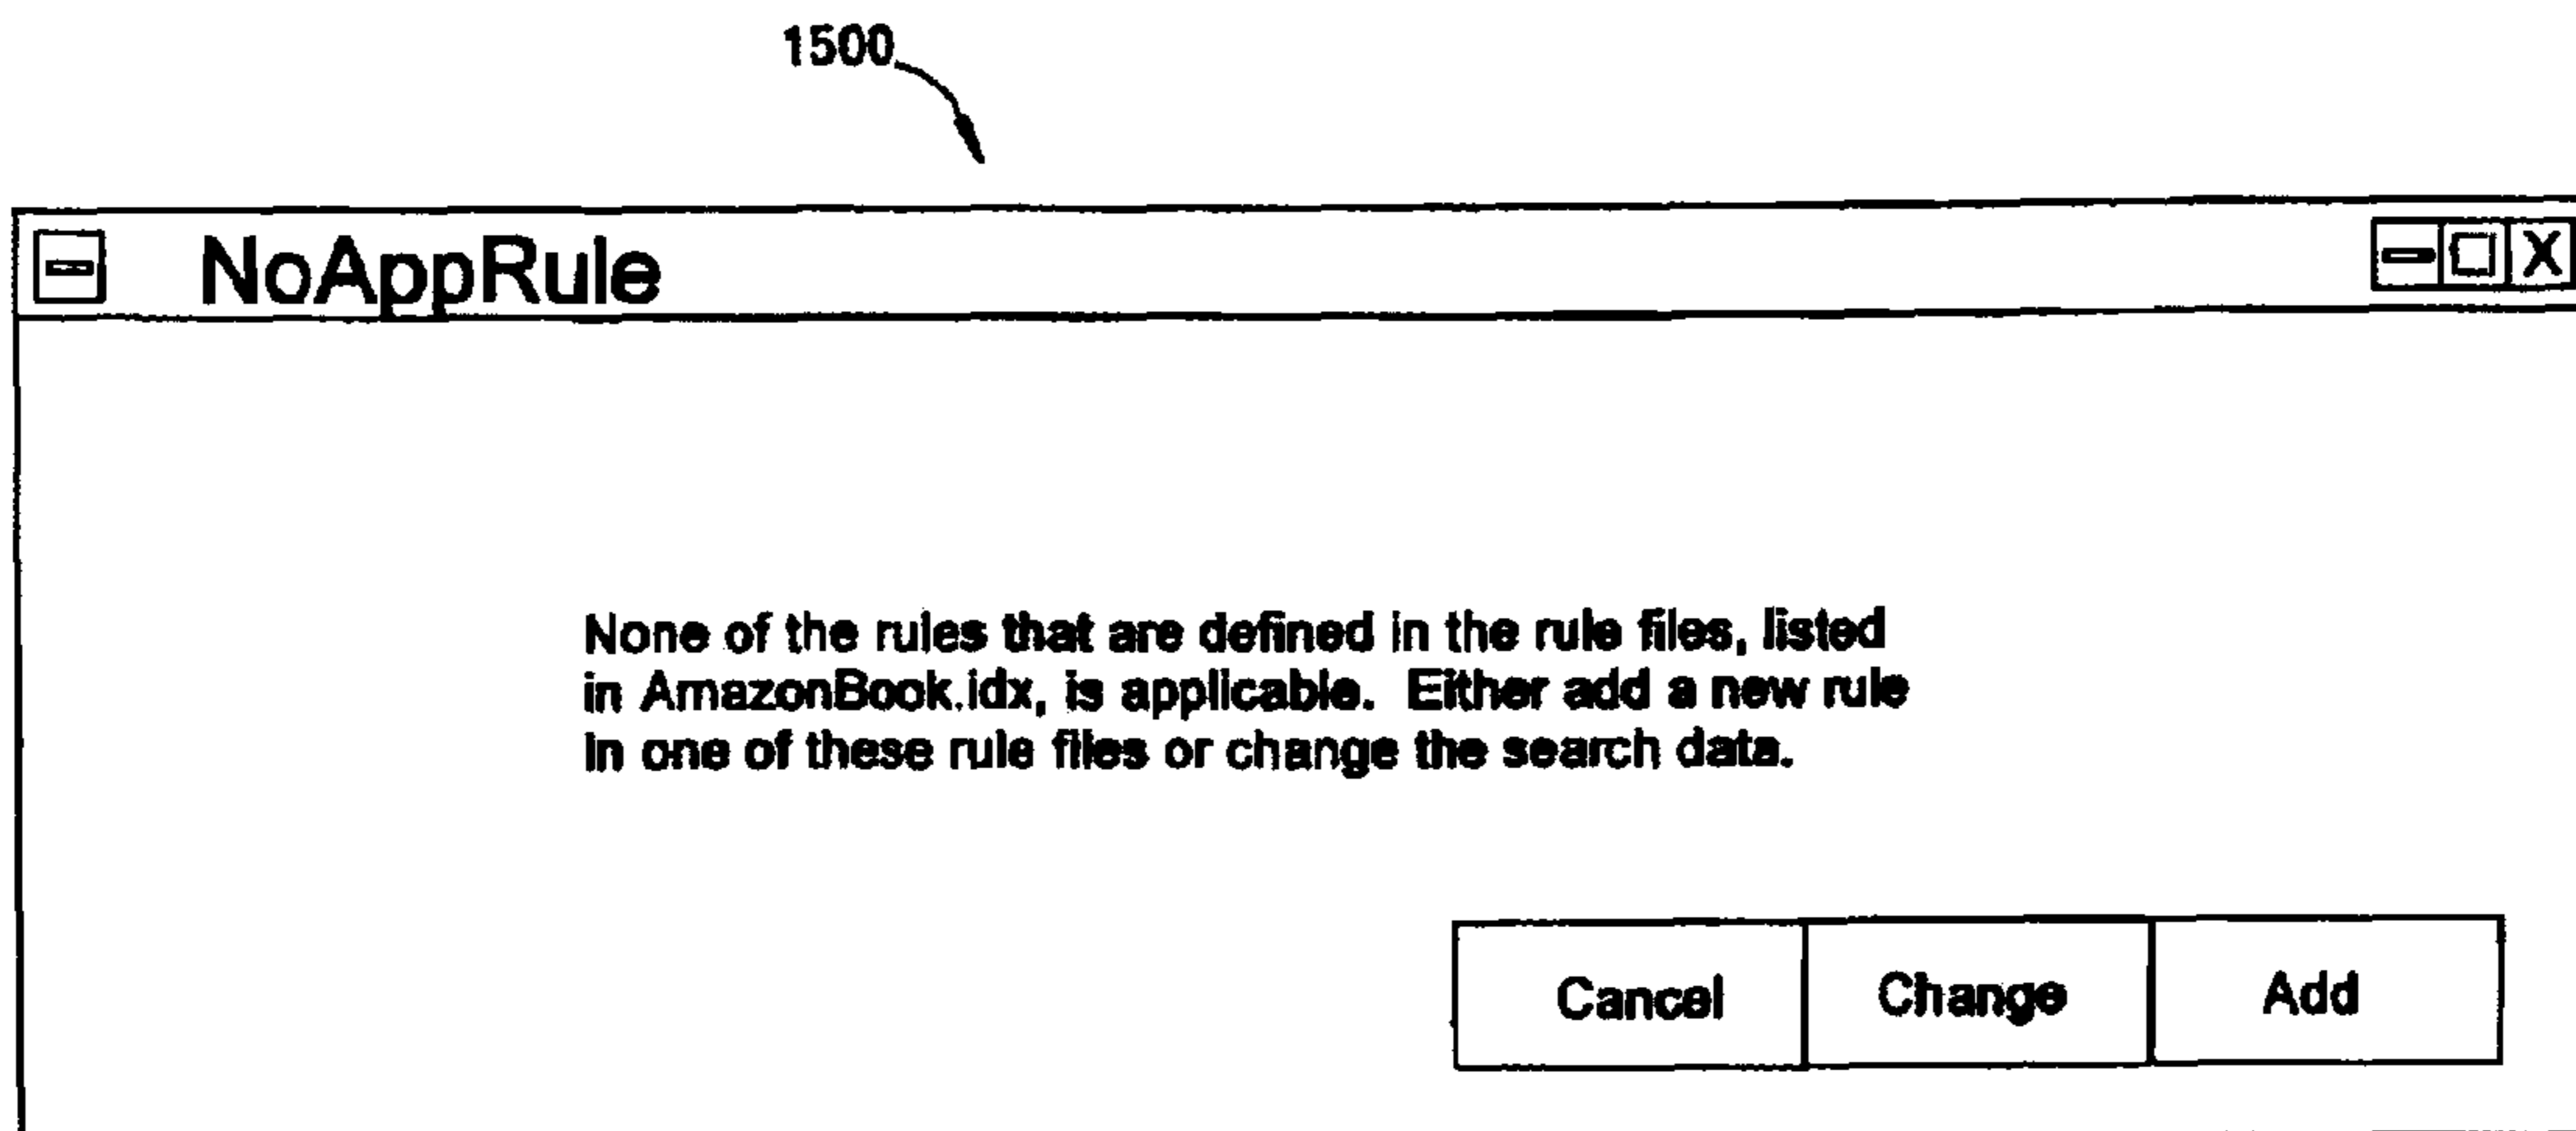 1500
NoAppRule
None of the rules that are defined in the rule files, listed
in AmazonBook.idx, is applicable. Either add a new rule
in one of these rule files or change the search data.
Cancel Change Add